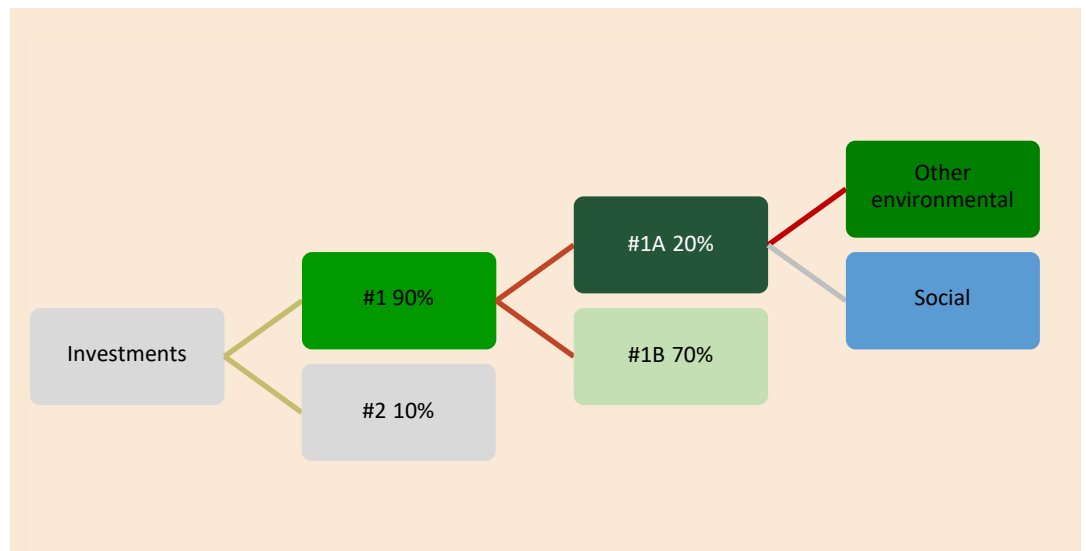 Investments
#1 90%
#2 10%
#1A 20%
#1B 70%
Other
environmental
Social